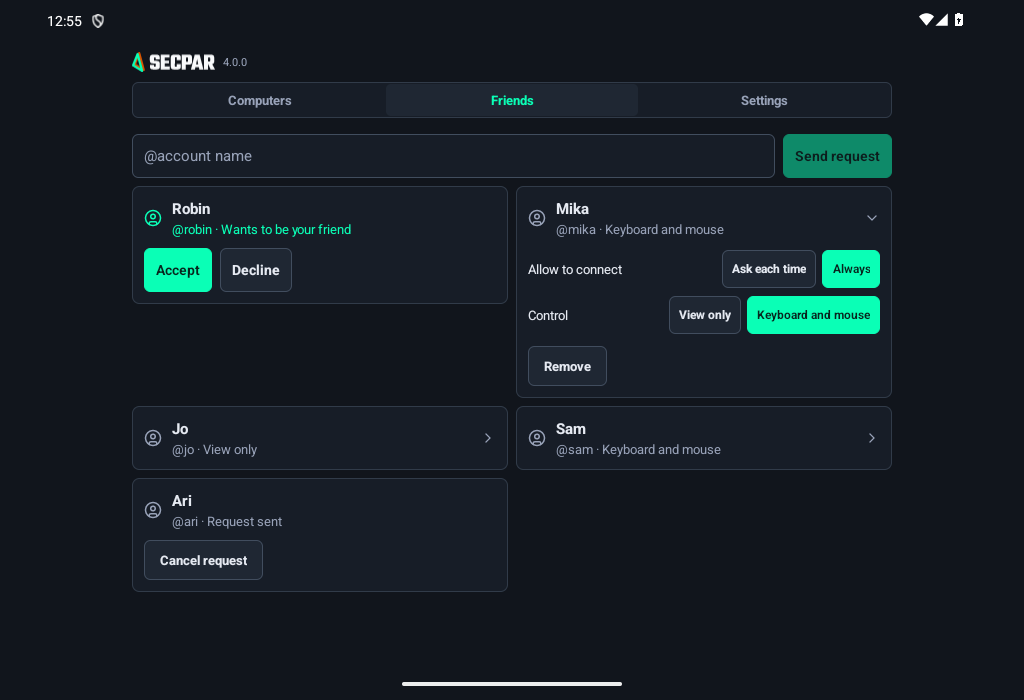 12:55
SECPAR 4.0.0
Computers Friends Settings
@account name Send request
Robin
@robin · Wants to be your friend
Accept Decline
Mika
@mika · Keyboard and mouse
Allow to connect Ask each time Always
Control View only Keyboard and mouse
Remove
Jo
@jo · View only
Sam
@sam · Keyboard and mouse
Ari
@ari · Request sent
Cancel request